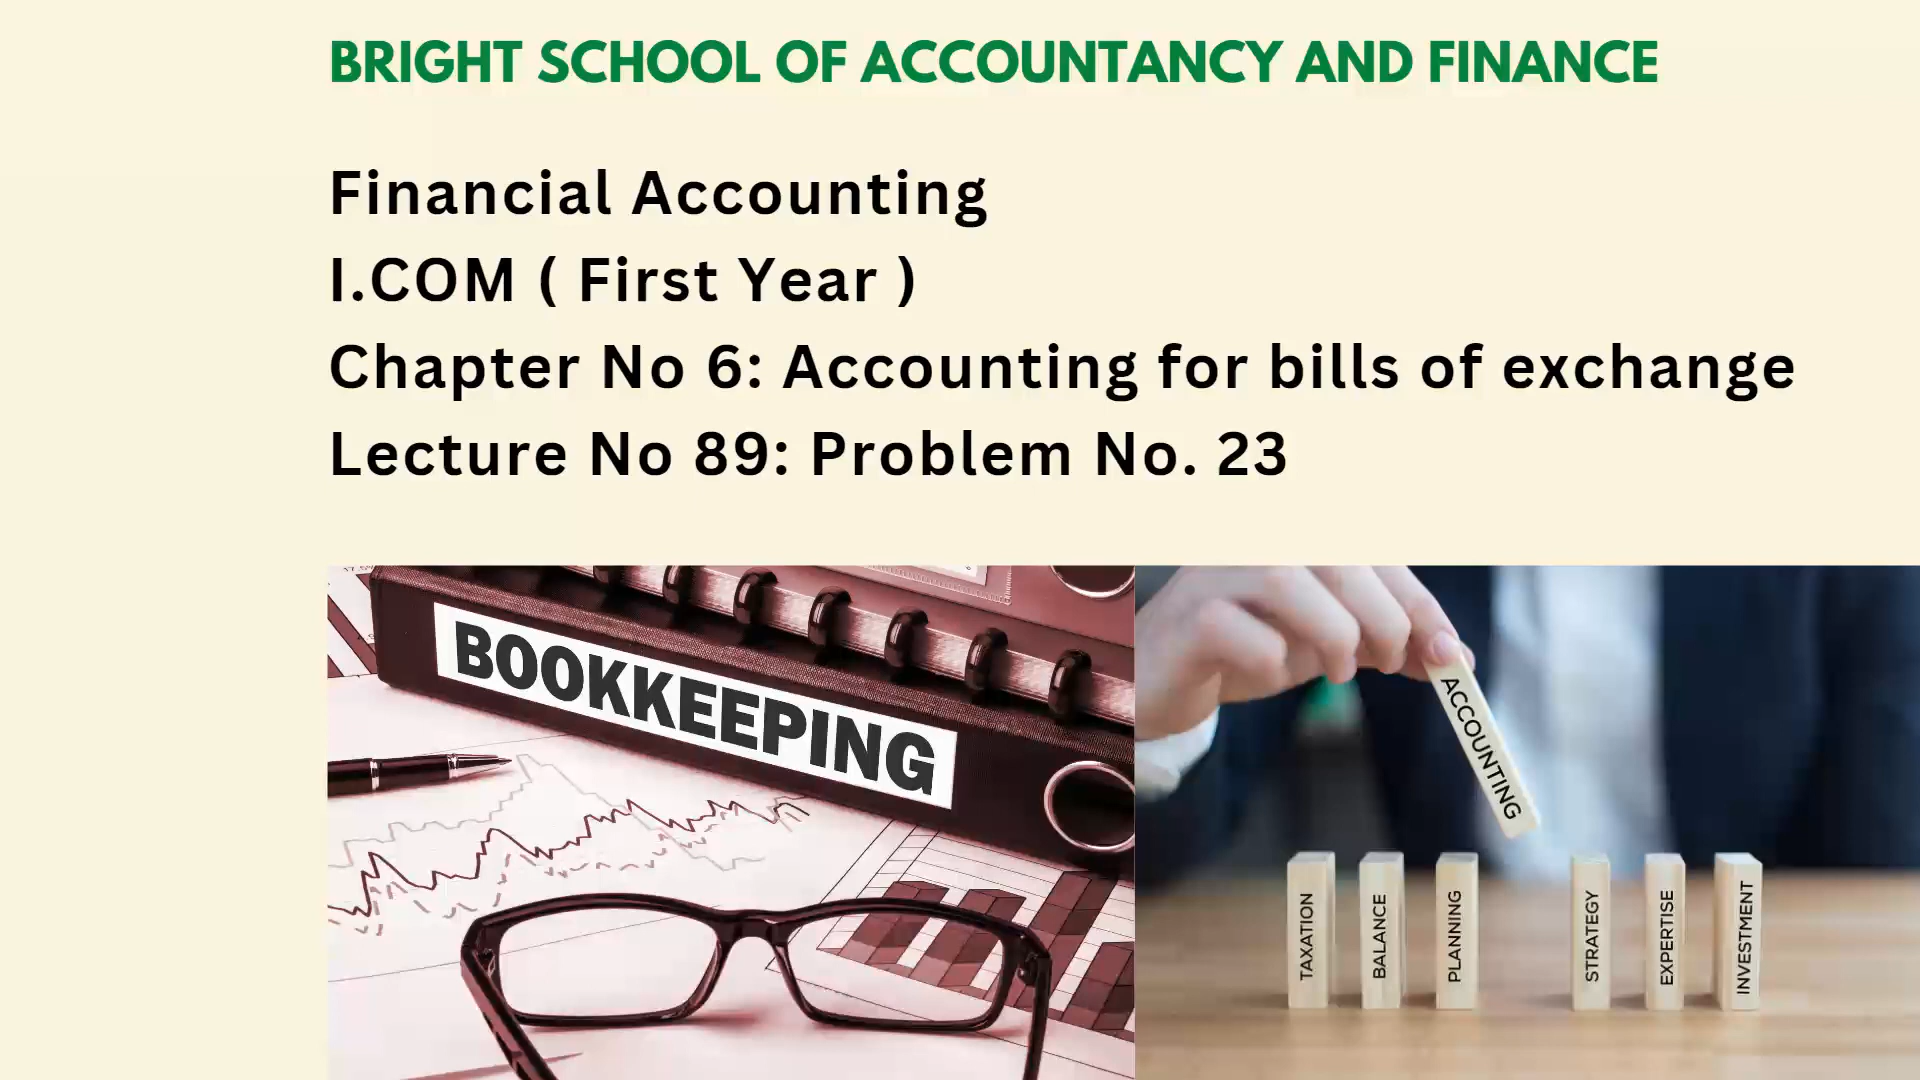 BRIGHT SCHOOL OF ACCOUNTANCY AND FINANCE
Financial Accounting
I.COM ( First Year )
Chapter No 6: Accounting for bills of exchange
Lecture No 89: Problem No. 23
BOOKKEEPING
ACCOUNTING
TAXATION
BALANCE
PLANNING
STRATEGY
EXPERTISE
INVESTMENT